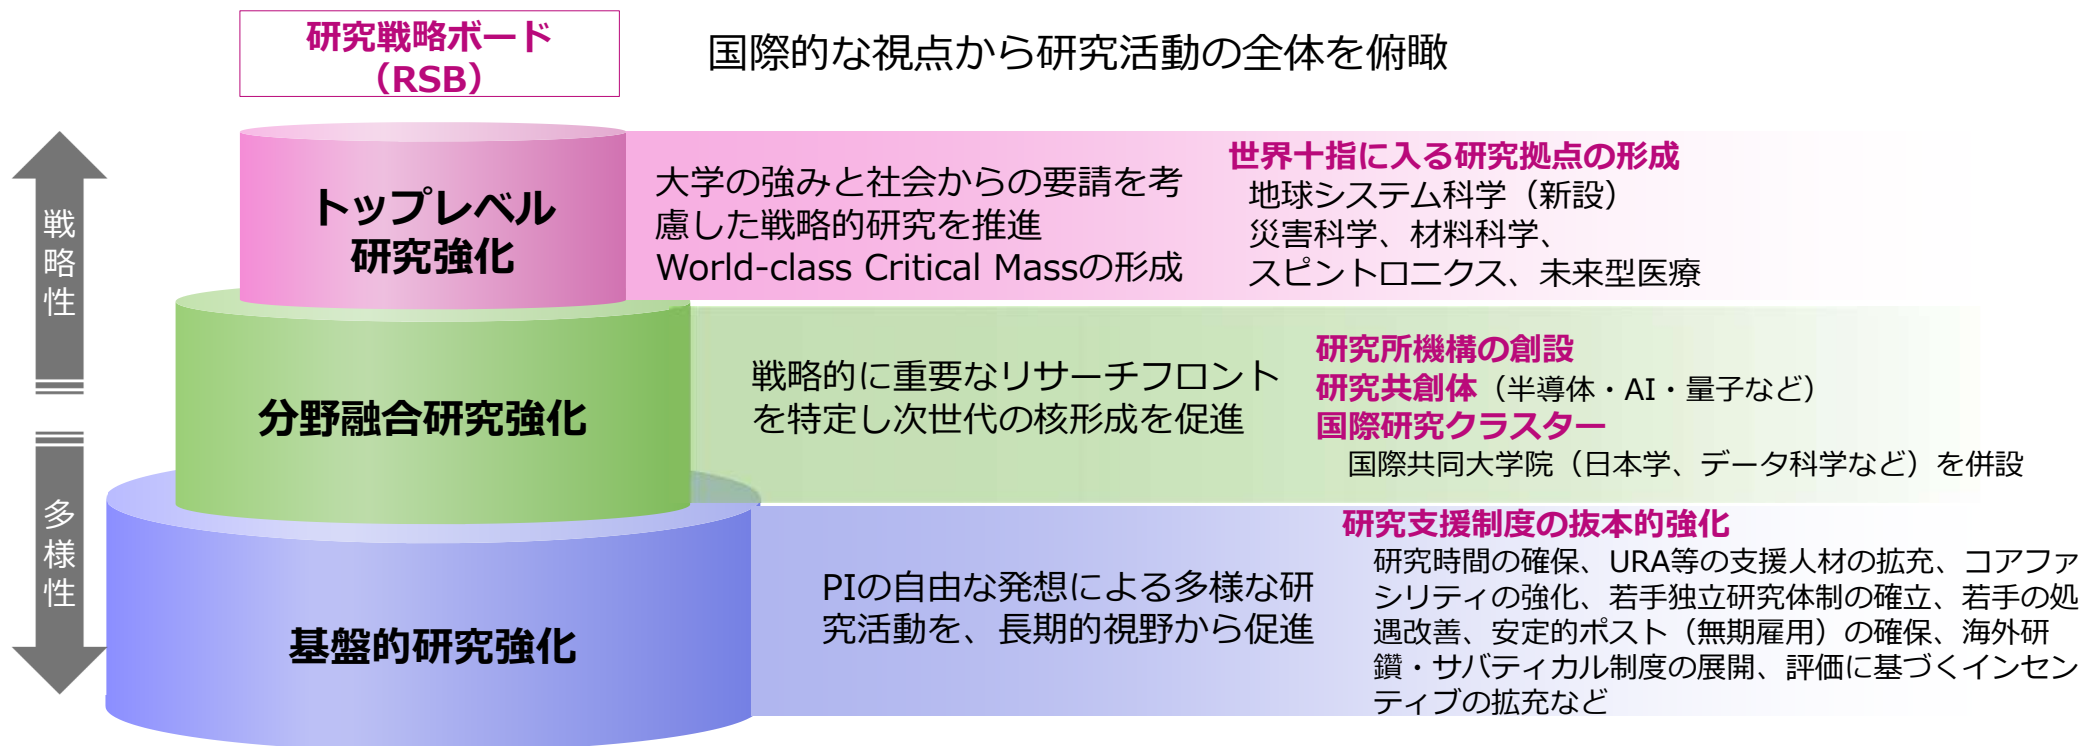 研究戦略ボード
（RSB）
国際的な視点から研究活動の全体を俯瞰
戦略性
多様性
トップレベル
研究強化
大学の強みと社会からの要請を考
慮した戦略的研究を推進
World-class Critical Massの形成
世界十指に入る研究拠点の形成
地球システム科学（新設）
災害科学、材料科学、
スピントロニクス、未来型医療
分野融合研究強化
戦略的に重要なリサーチフロント
を特定し次世代の核形成を促進
研究所機構の創設
研究共創体（半導体・AI・量子など）
国際研究クラスター
国際共同大学院（日本学、データ科学など）を併設
基盤的研究強化
PIの自由な発想による多様な研
究活動を、長期的視野から促進
研究支援制度の抜本的強化
研究時間の確保、URA等の支援人材の拡充、コアファ
シリティの強化、若手独立研究体制の確立、若手の処
遇改善、安定的ポスト（無期雇用）の確保、海外研
鑽・サバティカル制度の展開、評価に基づくインセン
ティブの拡充など